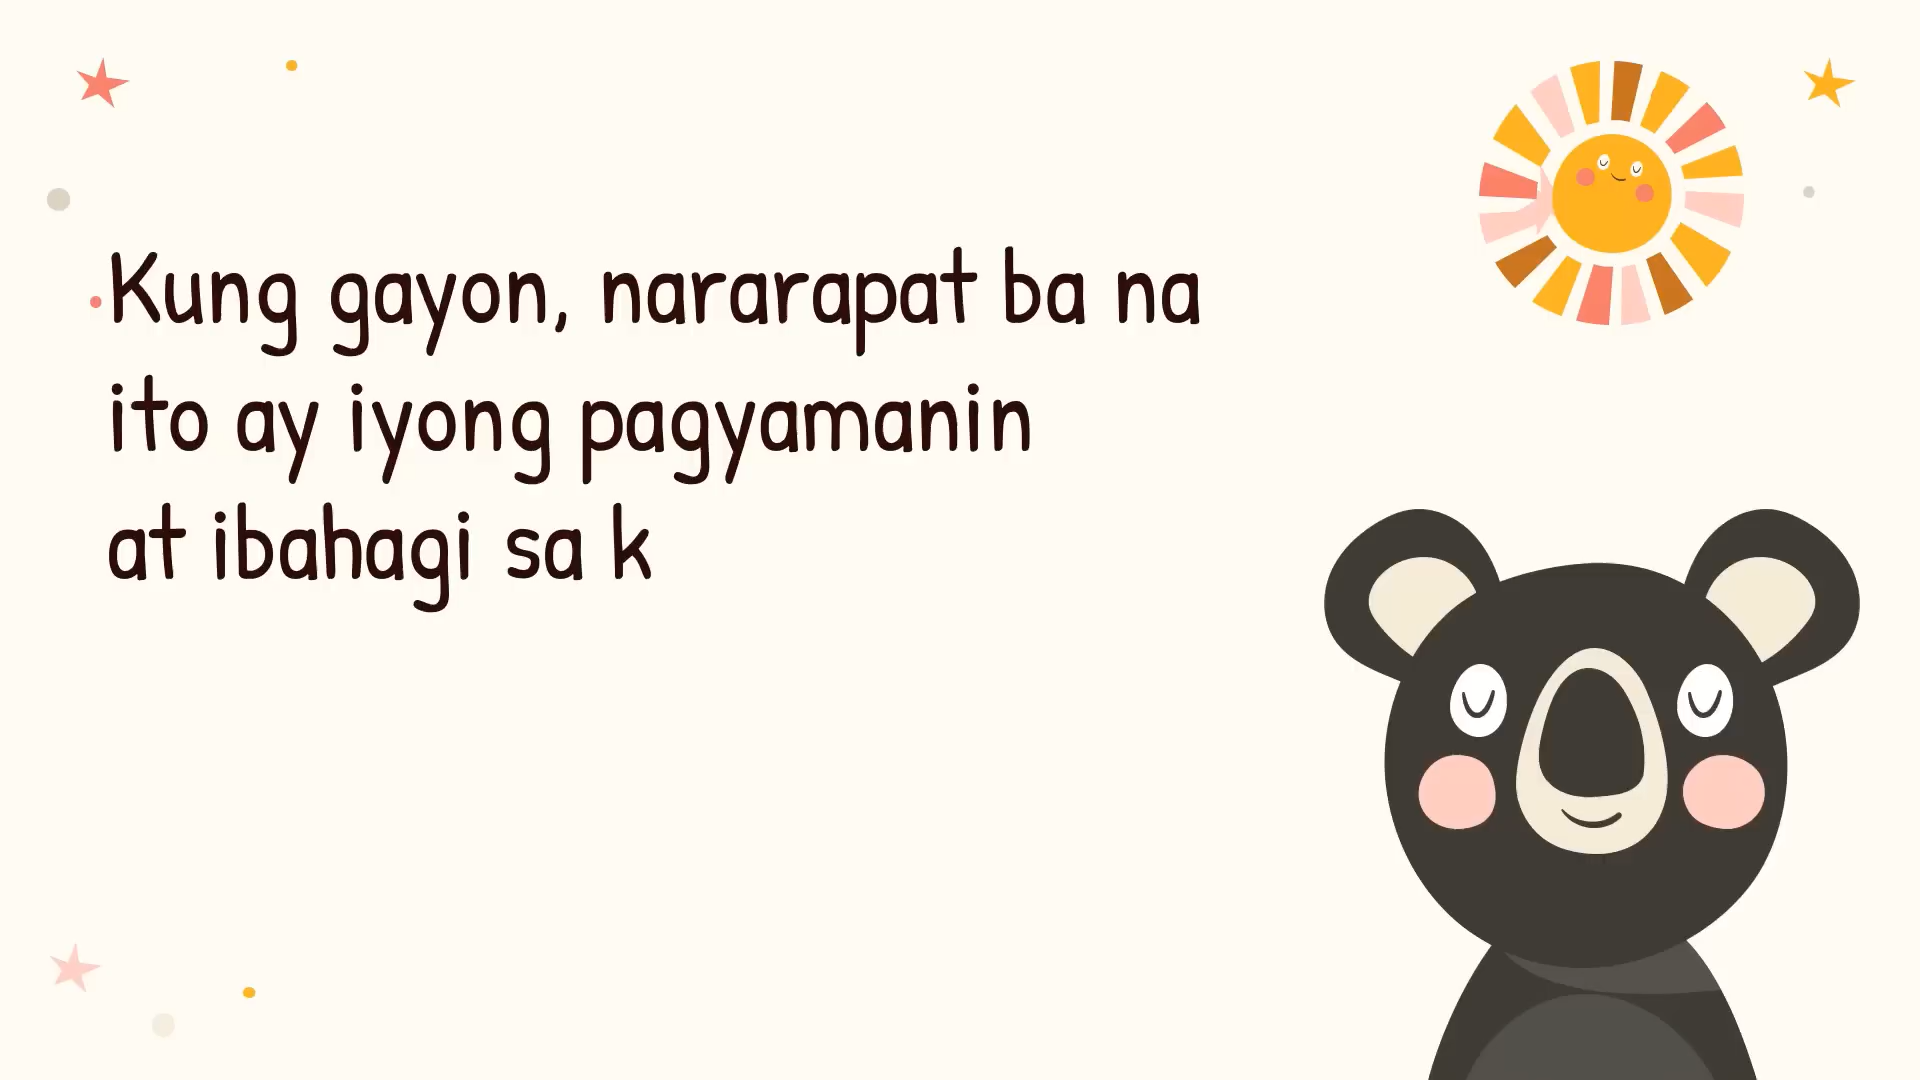 Kung gayon, nararapat ba na
ito ay iyong pagyamanin
at ibahagi sa k